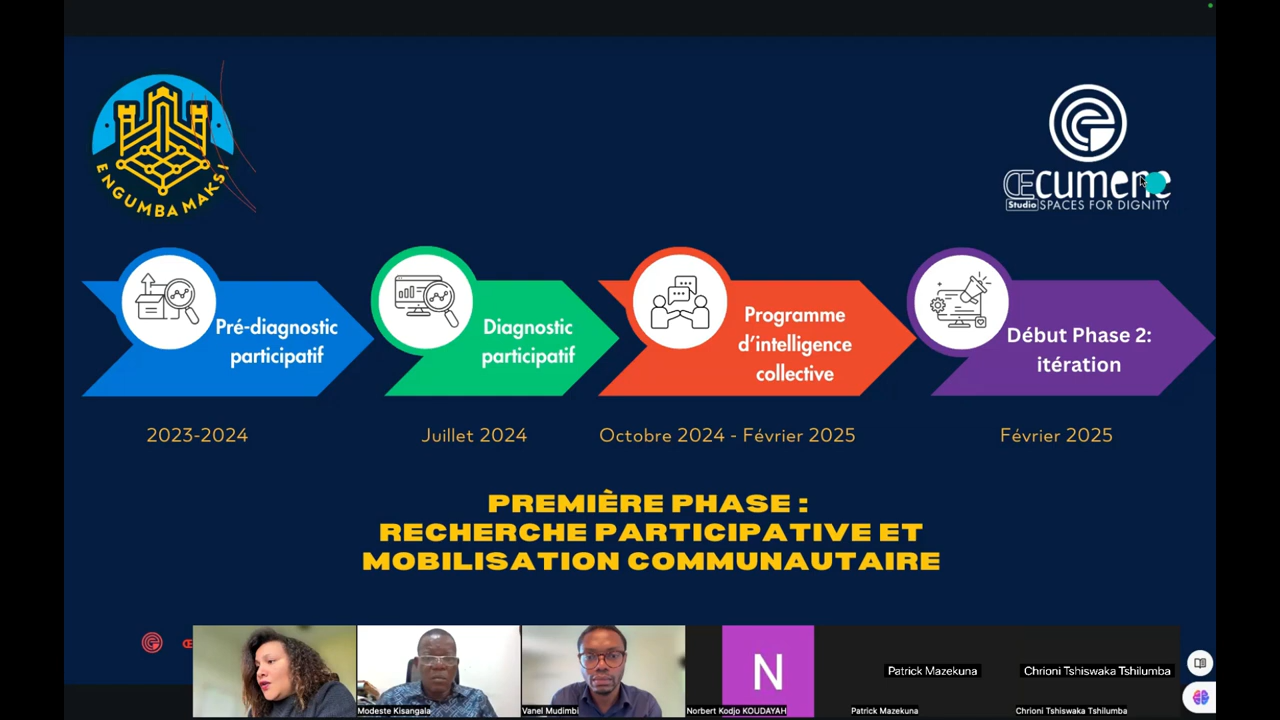 ENGUMBA MAKSI
Œcumene
Studio SPACES FOR DIGNITY
Pré-diagnostic
participatif
Diagnostic
participatif
Programme
d'intelligence
collective
Début Phase 2:
itération
2023-2024
Juillet 2024
Octobre 2024 - Février 2025
Février 2025
PREMIÈRE PHASE :
RECHERCHE PARTICIPATIVE ET
MOBILISATION COMMUNAUTAIRE
N
Patrick Mazekuna
Chrioni Tshiswaka Tshilumba
Modeste Kisangala
Vanel Mudimbi
Norbert Kodjo KOUDAYAH
Patrick Mazekuna
Chrioni Tshiswaka Tshilumba